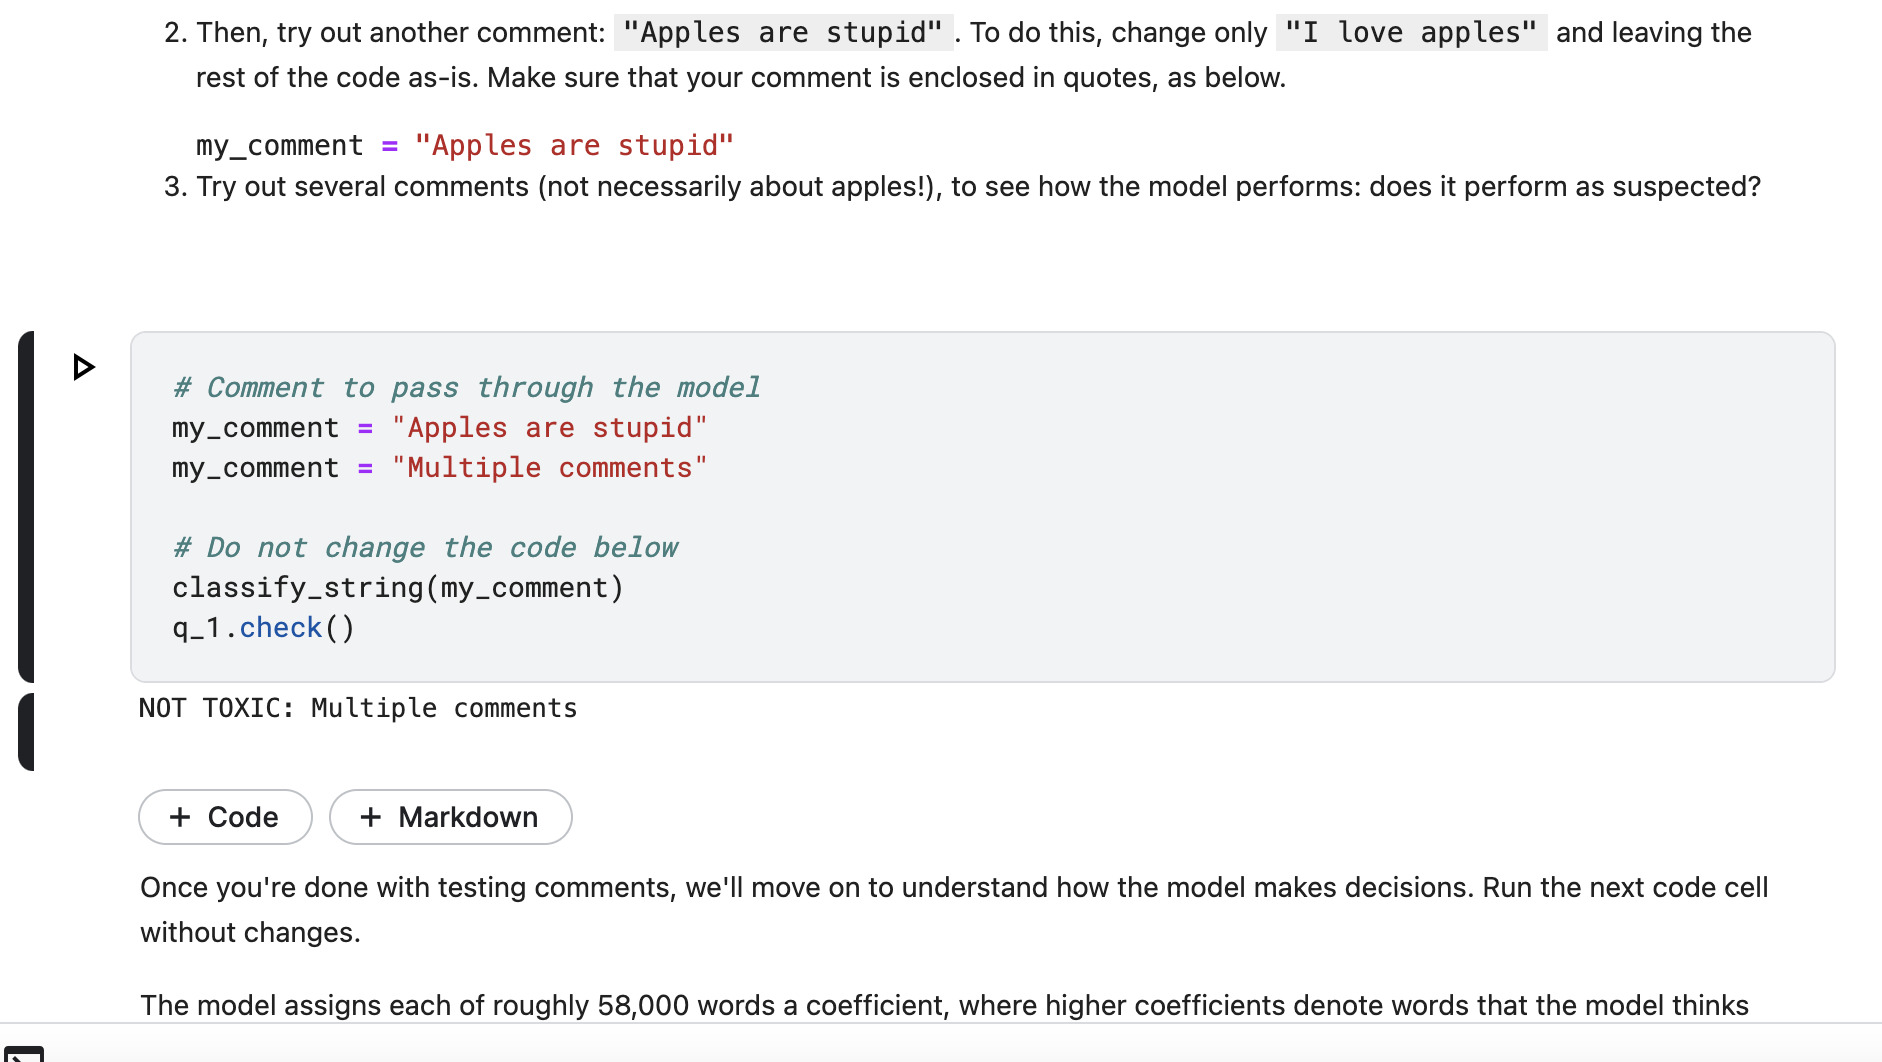 2. Then, try out another comment: "Apples are stupid" . To do this, change only "I love apples" and leaving the
rest of the code as-is. Make sure that your comment is enclosed in quotes, as below.
my_comment = "Apples are stupid"
3. Try out several comments (not necessarily about apples!), to see how the model performs: does it perform as suspected?
# Comment to pass through the model
my_comment = "Apples are stupid"
my_comment = "Multiple comments"
# Do not change the code below
classify_string(my_comment)
q_1.check()
NOT TOXIC: Multiple comments
+ Code + Markdown
Once you're done with testing comments, we'll move on to understand how the model makes decisions. Run the next code cell
without changes.
The model assigns each of roughly 58,000 words a coefficient, where higher coefficients denote words that the model thinks